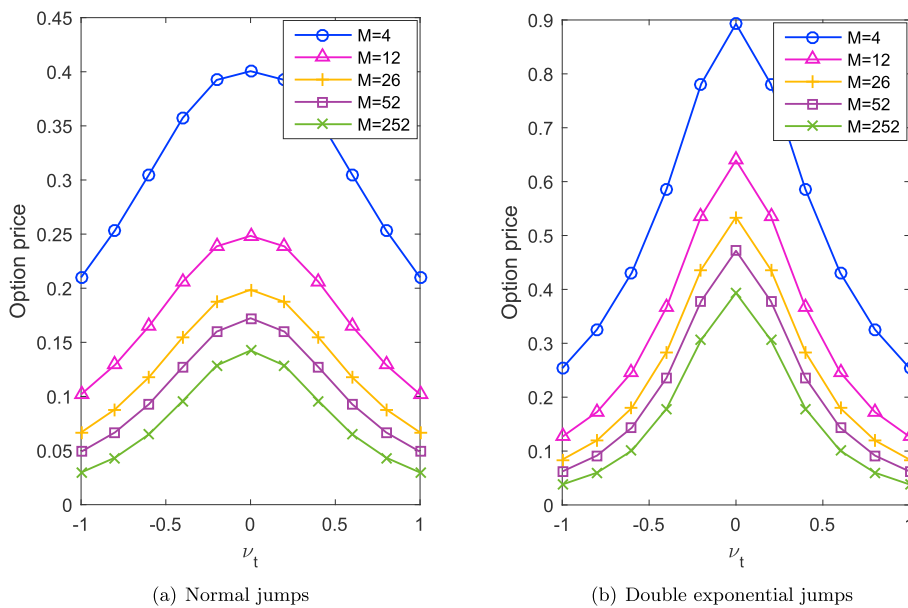 0.45
0.4
0.35
0.3
0.25
0.2
0.15
0.1
0.05
0
-1
-0.5
0
0.5
1
Option price
ν_t
M=4
M=12
M=26
M=52
M=252
(a) Normal jumps
0.9
0.8
0.7
0.6
0.5
0.4
0.3
0.2
0.1
0
-1
-0.5
0
0.5
1
Option price
ν_t
M=4
M=12
M=26
M=52
M=252
(b) Double exponential jumps